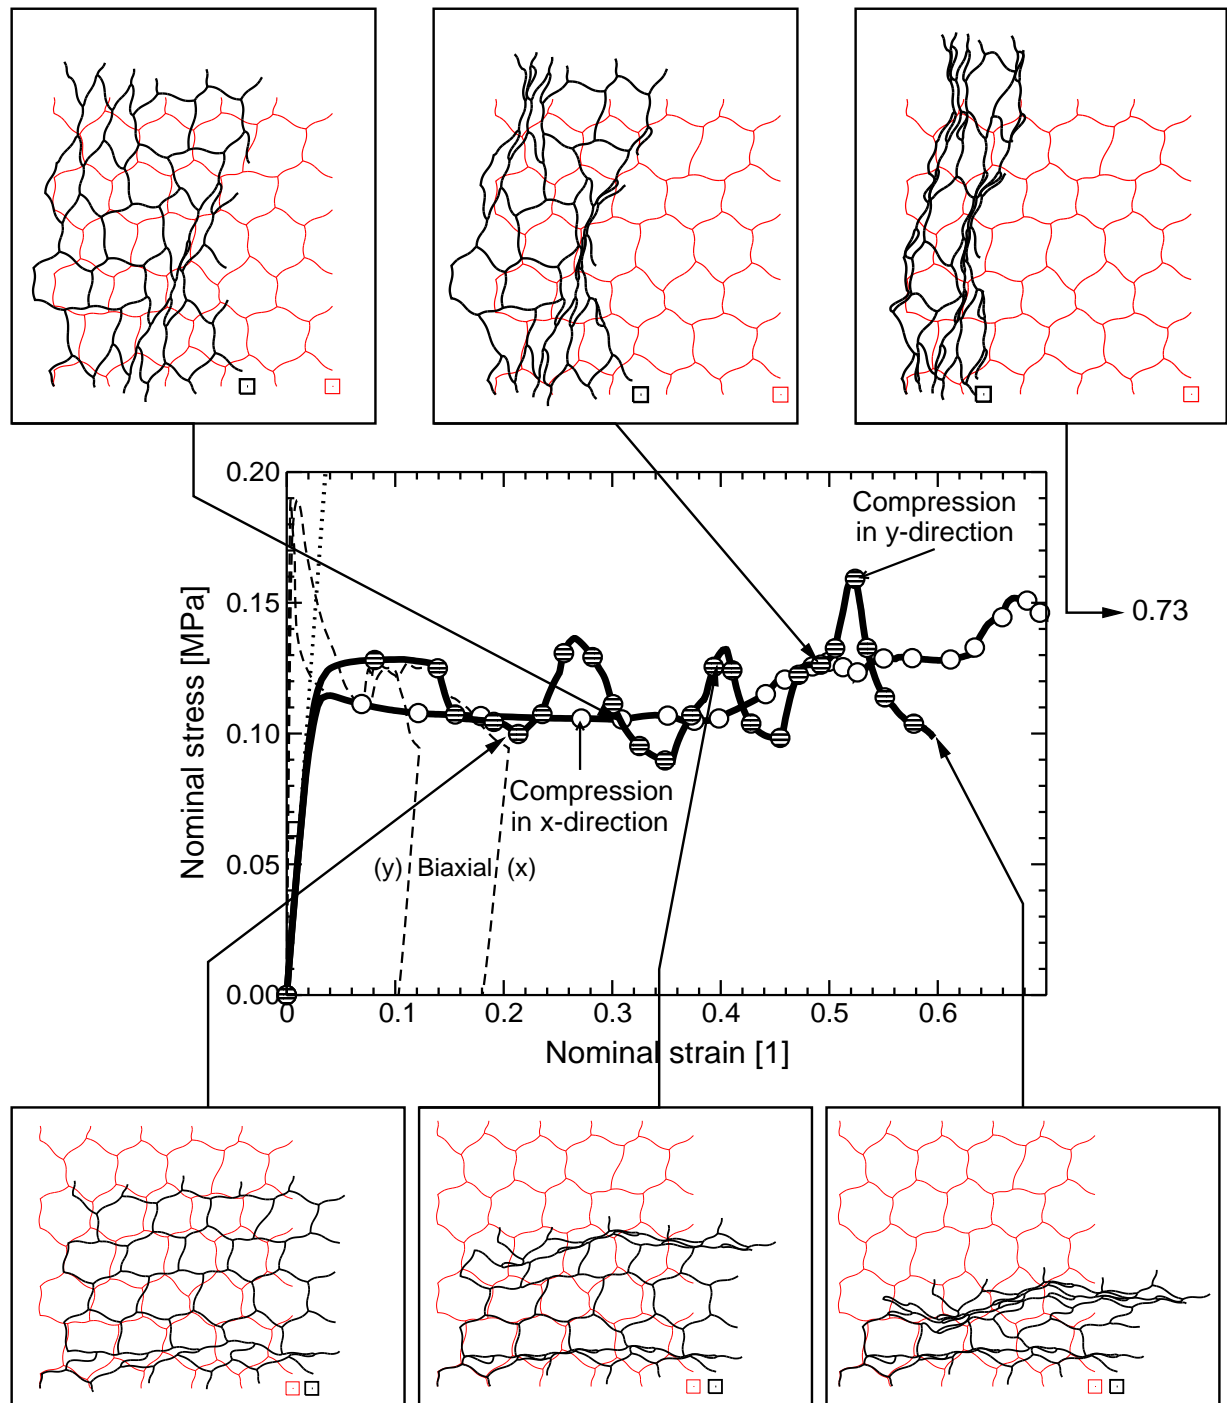 0.20
Compression
in y-direction
0.15
0.73
Nominal stress [MPa]
0.10
Compression
in x-direction
0.05
(y) Biaxial (x)
0.00
0 0.1 0.2 0.3 0.4 0.5 0.6
Nominal strain [1]